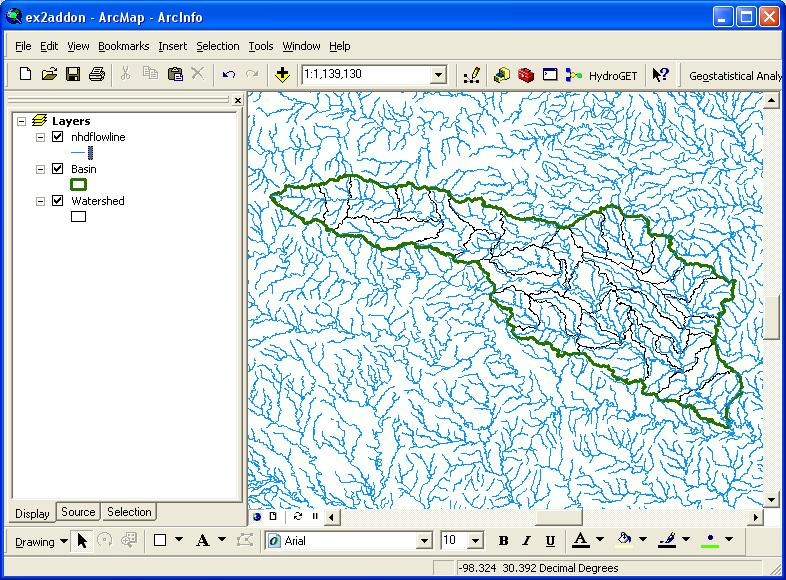 ex2addon - ArcMap - ArcInfo
File Edit View Bookmarks Insert Selection Tools Window Help
1:1,139,130 HydroGET Geostatistical Analy
Layers
nhdflowline
Basin
Watershed
Display Source Selection
Drawing A Arial 10 B I U A
-98.324 30.392 Decimal Degrees